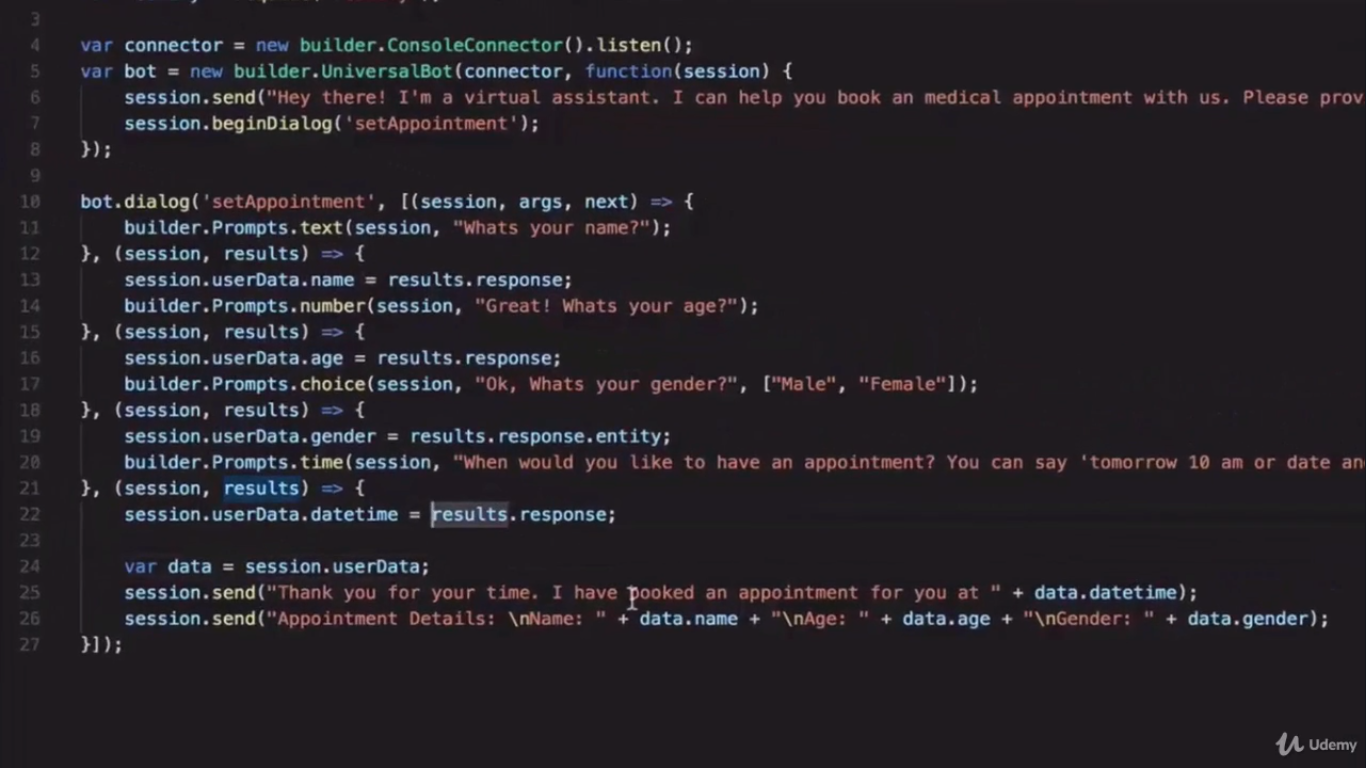 3
4 var connector = new builder.ConsoleConnector().listen();
5 var bot = new builder.UniversalBot(connector, function(session) {
6 session.send("Hey there! I'm a virtual assistant. I can help you book an medical appointment with us. Please prov
7 session.beginDialog('setAppointment');
8 });
9
10 bot.dialog('setAppointment', [(session, args, next) => {
11 builder.Prompts.text(session, "Whats your name?");
12 }, (session, results) => {
13 session.userData.name = results.response;
14 builder.Prompts.number(session, "Great! Whats your age?");
15 }, (session, results) => {
16 session.userData.age = results.response;
17 builder.Prompts.choice(session, "Ok, Whats your gender?", ["Male", "Female"]);
18 }, (session, results) => {
19 session.userData.gender = results.response.entity;
20 builder.Prompts.time(session, "When would you like to have an appointment? You can say 'tomorrow 10 am or date an
21 }, (session, results) => {
22 session.userData.datetime = results.response;
23
24 var data = session.userData;
25 session.send("Thank you for your time. I have booked an appointment for you at " + data.datetime);
26 session.send("Appointment Details: \nName: " + data.name + "\nAge: " + data.age + "\nGender: " + data.gender);
27 }]);
Udemy